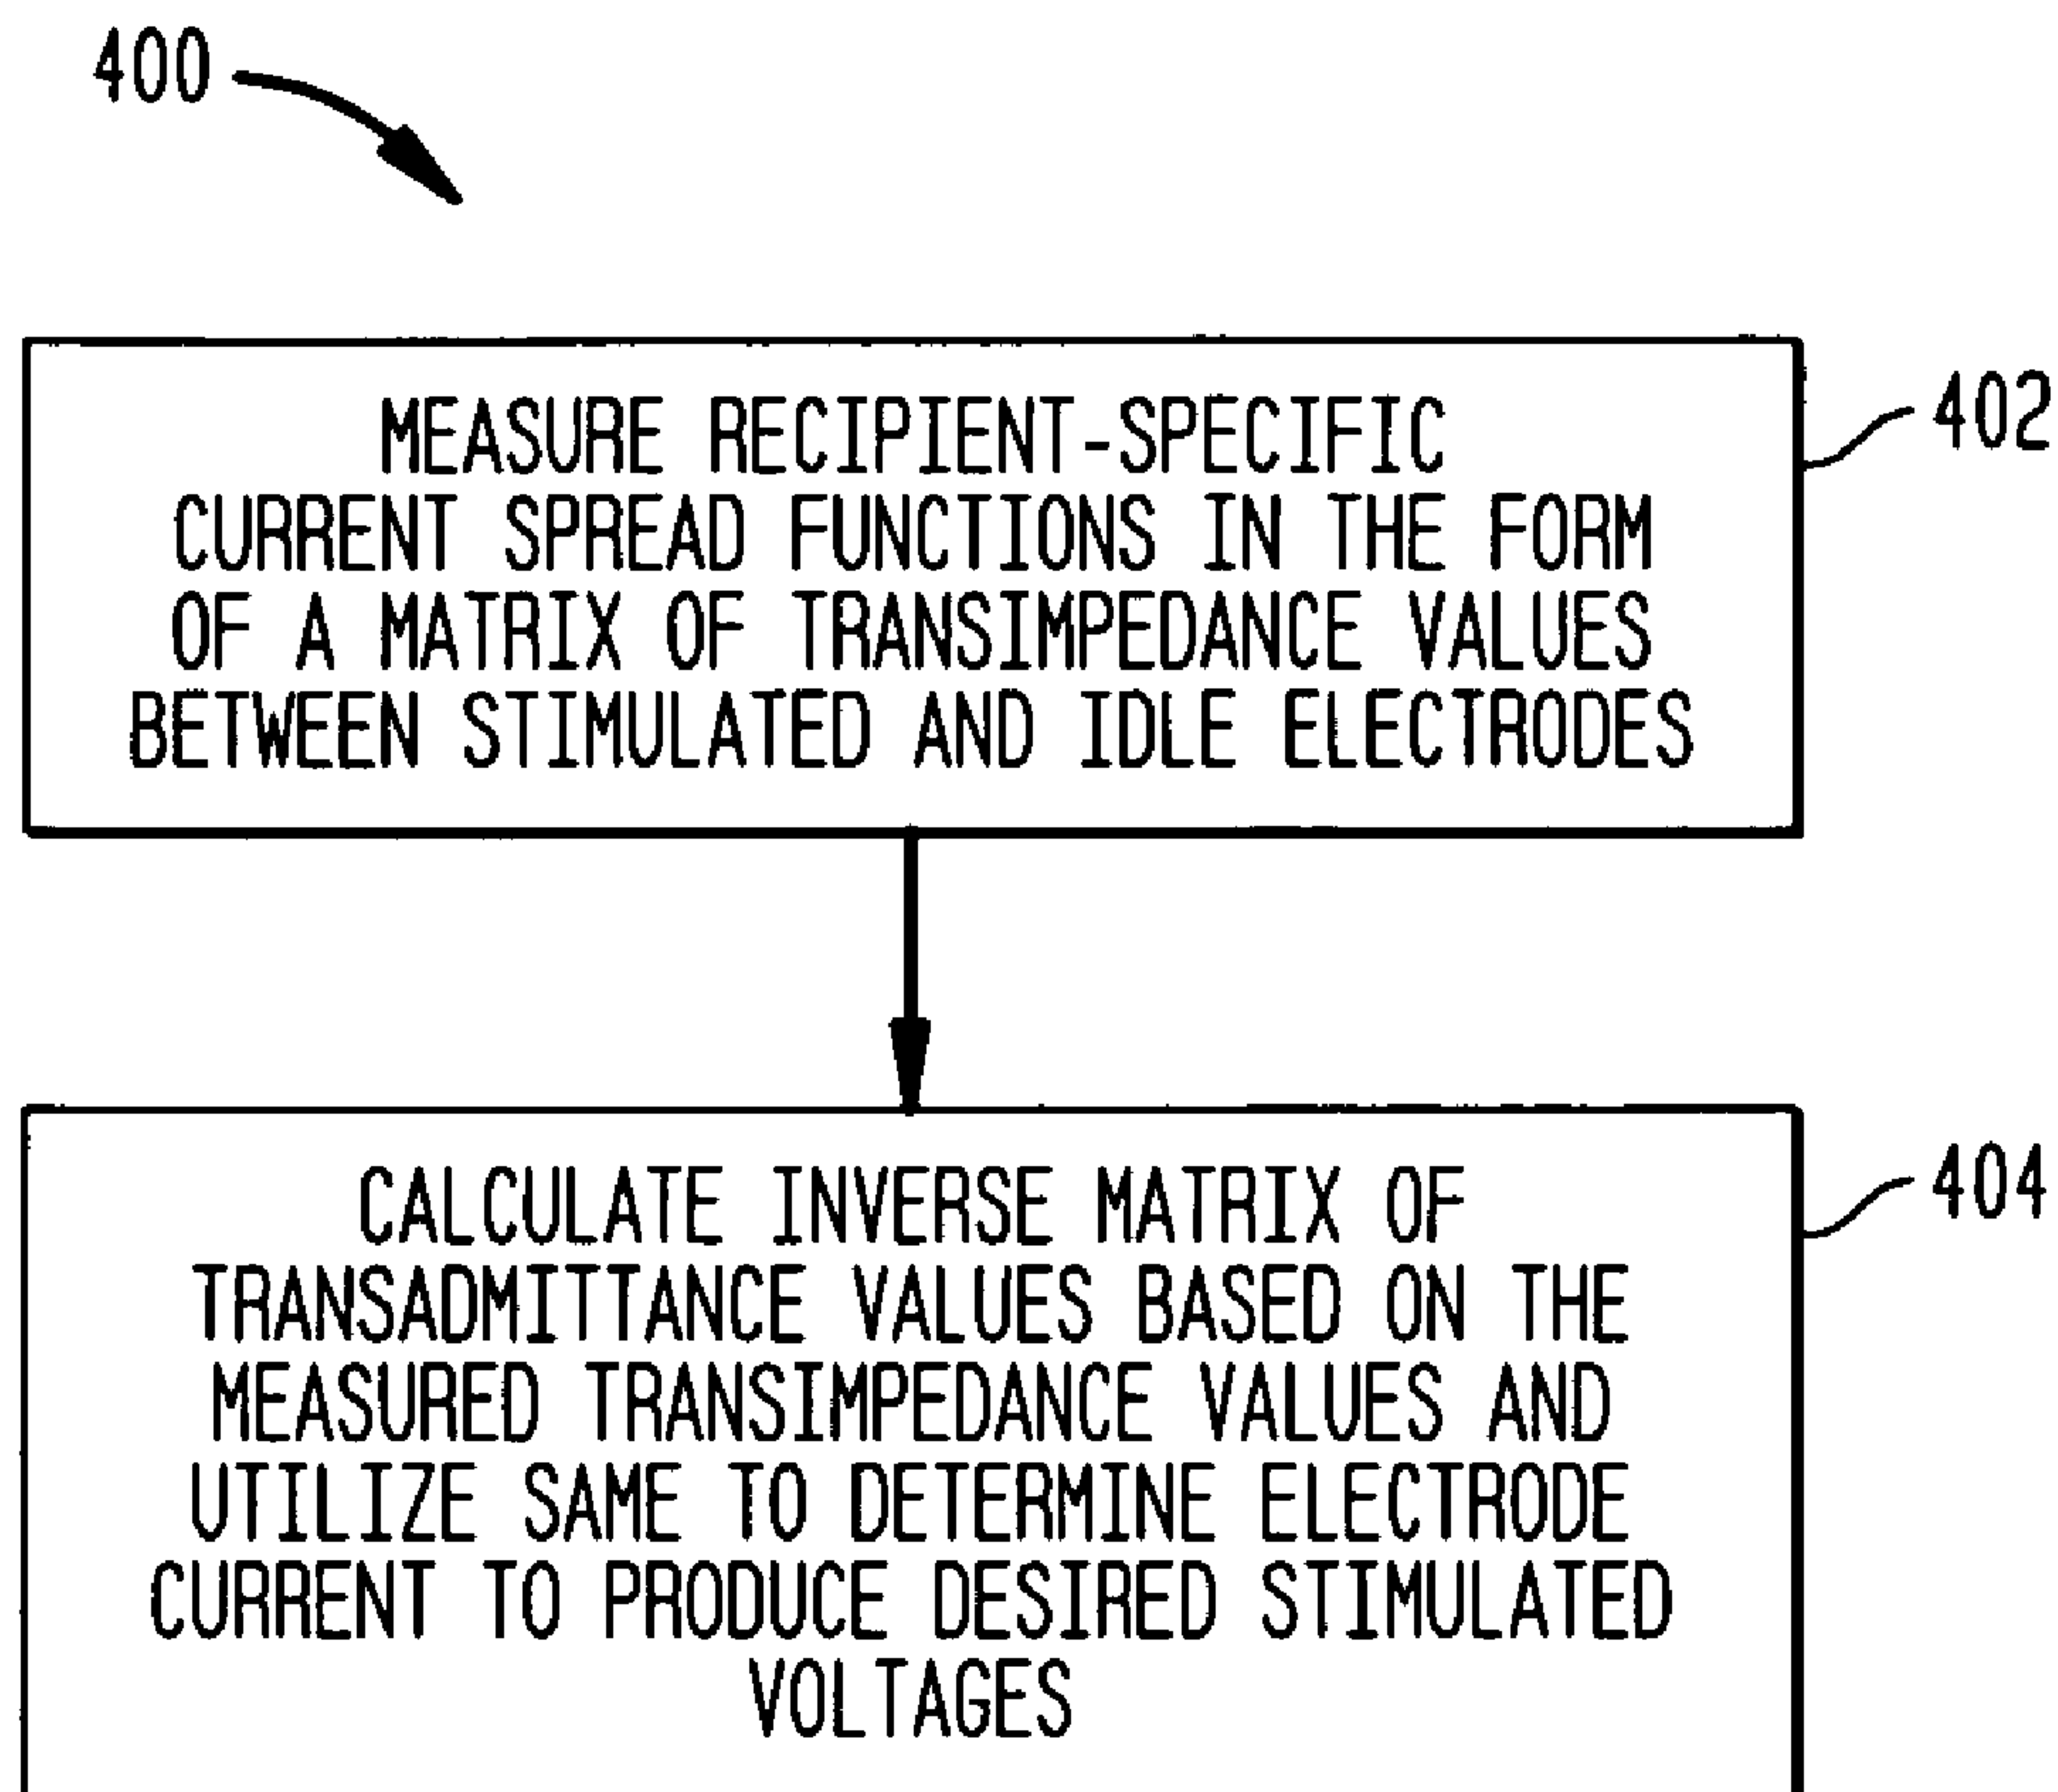 400
MEASURE RECIPIENT-SPECIFIC
CURRENT SPREAD FUNCTIONS IN THE FORM
OF A MATRIX OF TRANSIMPEDANCE VALUES
BETWEEN STIMULATED AND IDLE ELECTRODES
402
CALCULATE INVERSE MATRIX OF
TRANSADMITTANCE VALUES BASED ON THE
MEASURED TRANSIMPEDANCE VALUES AND
UTILIZE SAME TO DETERMINE ELECTRODE
CURRENT TO PRODUCE DESIRED STIMULATED
VOLTAGES
404